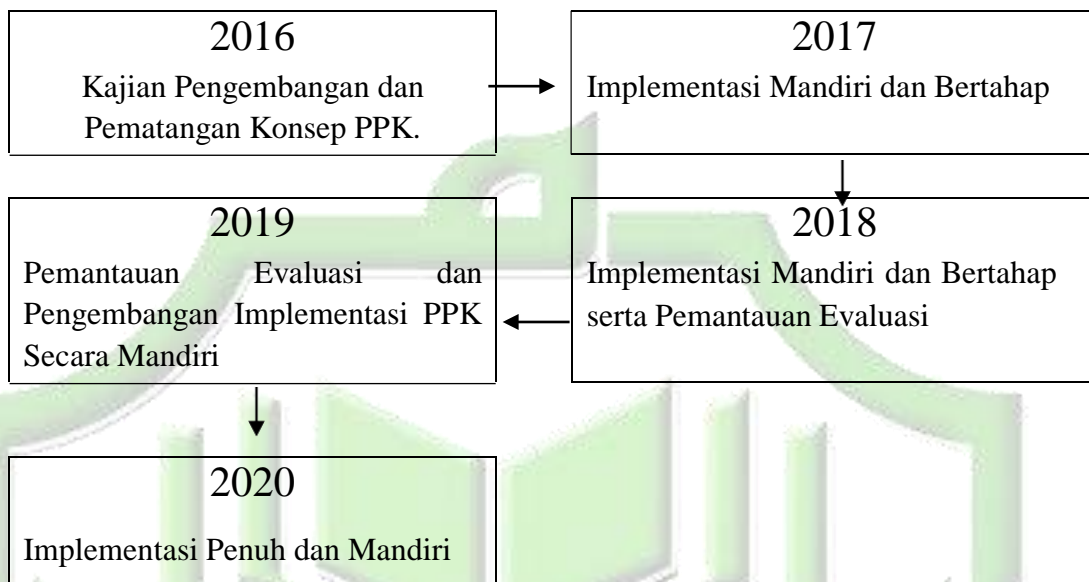 2016
Kajian Pengembangan dan
Pematangan Konsep PPK.
2017
Implementasi Mandiri dan Bertahap
2018
Implementasi Mandiri dan Bertahap
serta Pemantauan Evaluasi
2019
Pemantauan Evaluasi dan
Pengembangan Implementasi PPK
Secara Mandiri
2020
Implementasi Penuh dan Mandiri